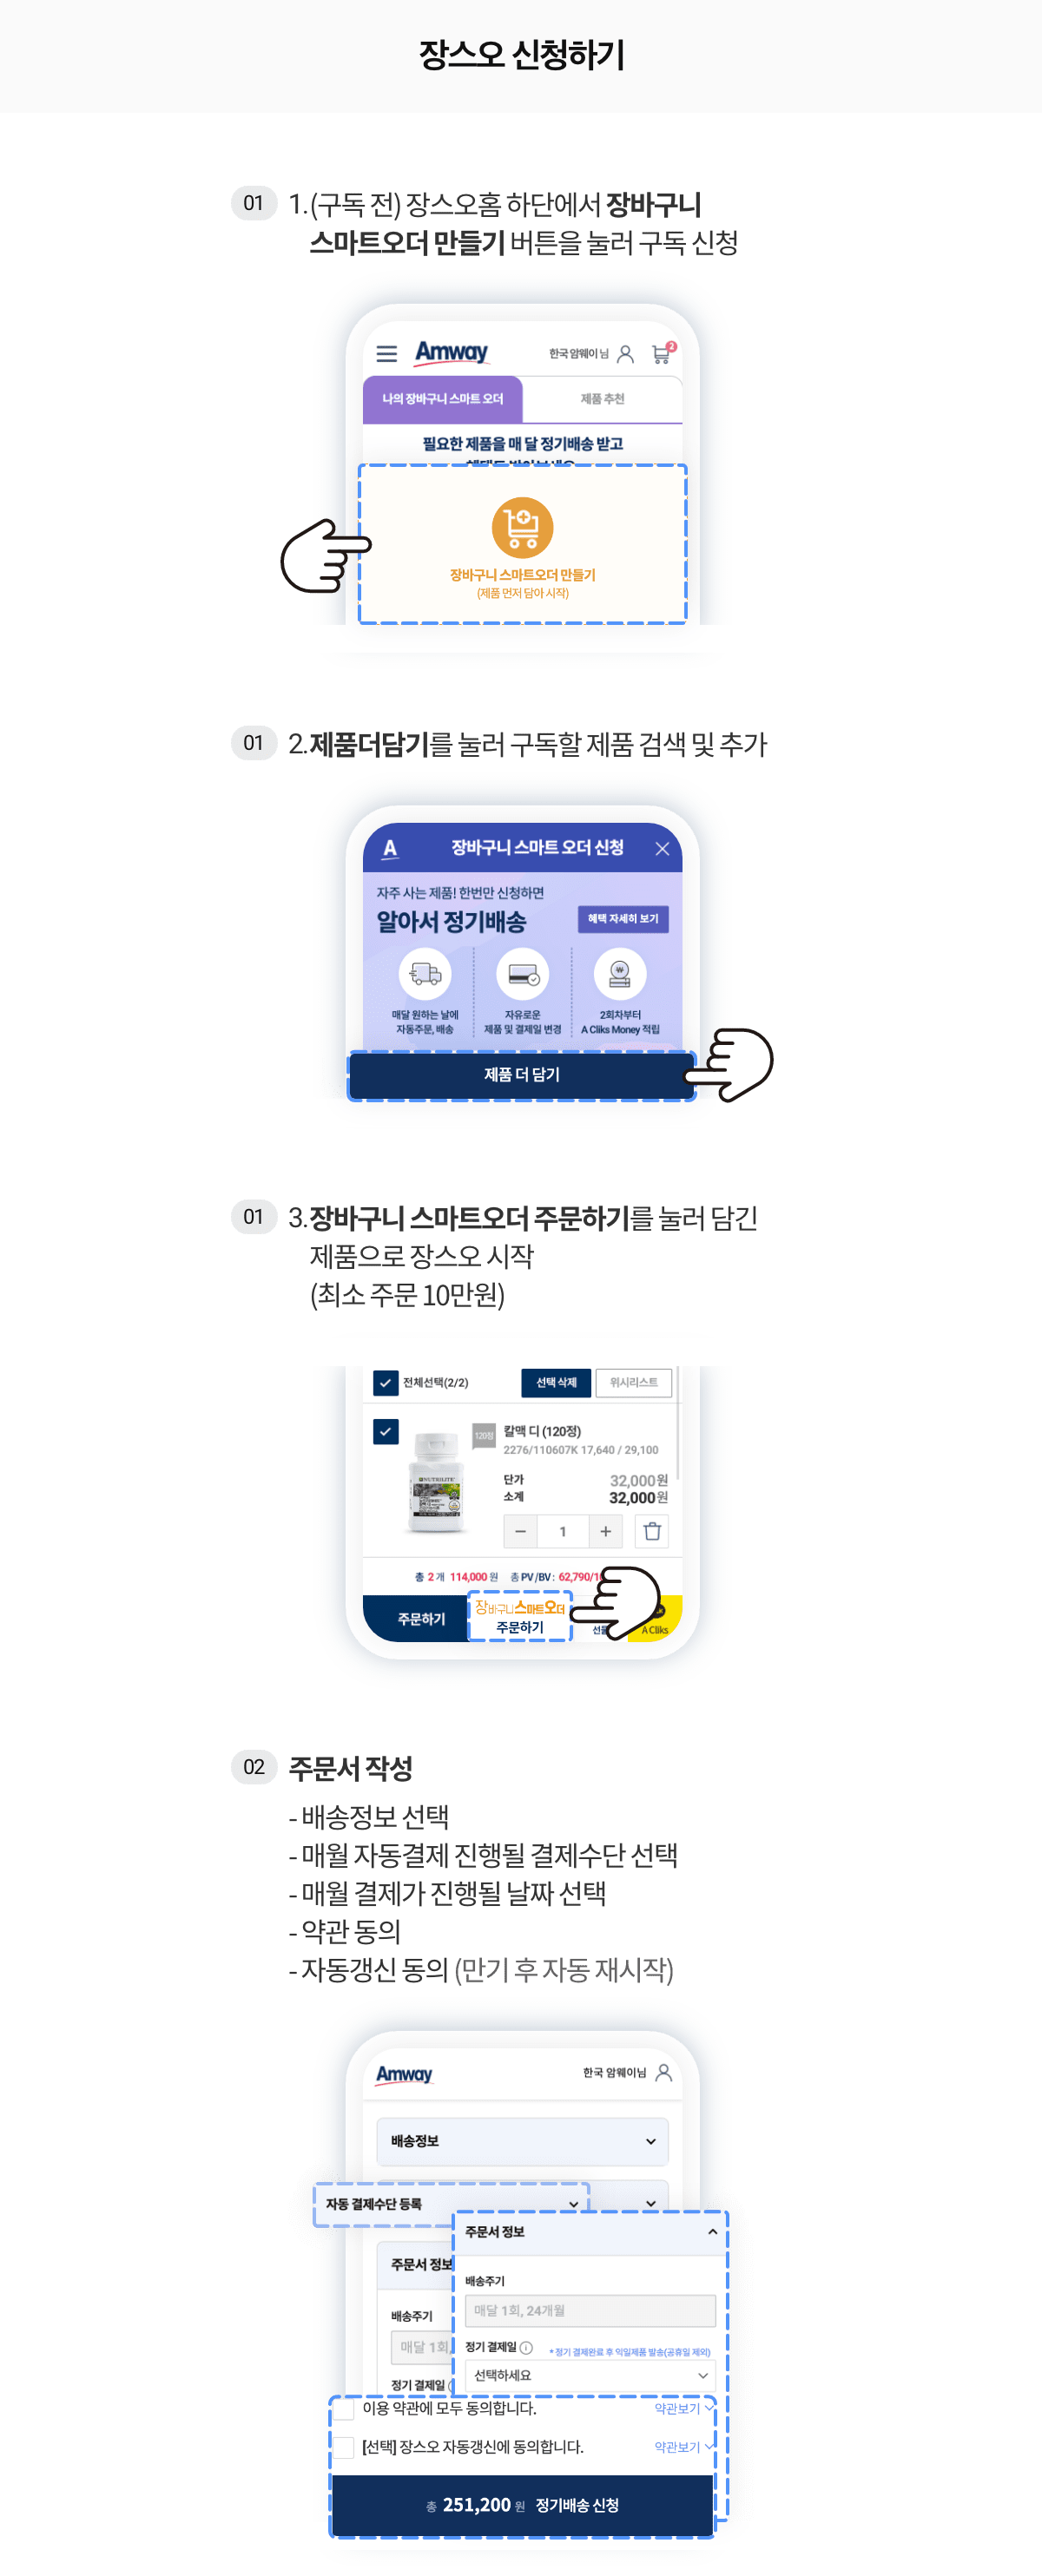 장스오 신청하기
01 1.(구독 전) 장스오홈 하단에서 장바구니
스마트오더 만들기 버튼을 눌러 구독 신청
Amway 한국암웨이 님 2
나의 장바구니 스마트 오더 제품 추천
필요한 제품을 매 달 정기배송 받고
장바구니 스마트오더 만들기
(제품 먼저 담아 시작)
01 2.제품더담기를 눌러 구독할 제품 검색 및 추가
A 장바구니 스마트 오더 신청
자주 사는 제품! 한번만 신청하면
알아서 정기배송 혜택 자세히 보기
매달 원하는 날에 자유로운 2회차부터
자동주문, 배송 제품 및 결제일 변경 A Cliks Money 적립
제품 더 담기
01 3.장바구니 스마트오더 주문하기를 눌러 담긴
제품으로 장스오 시작
(최소 주문 10만원)
전체선택(2/2) 선택 삭제 위시리스트
120정 칼맥 디 (120정)
2276/110607K 17,640 / 29,100
NUTRILITE
단가 32,000원
소계 32,000원
1
총 2 개 114,000 원 총 PV/BV : 62,790/1
주문하기 장바구니스마트오더
주문하기 선물 A Cliks
02 주문서 작성
- 배송정보 선택
- 매월 자동결제 진행될 결제수단 선택
- 매월 결제가 진행될 날짜 선택
- 약관 동의
- 자동갱신 동의 (만기 후 자동 재시작)
Amway 한국 암웨이님
배송정보
자동 결제수단 등록
주문서 정보
배송주기
매달 1회,
정기 결제일
주문서 정보
배송주기
매달 1회, 24개월
정기 결제일 * 정기 결제완료 후 익일제품 발송(공휴일 제외)
선택하세요
이용 약관에 모두 동의합니다. 약관보기
[선택] 장스오 자동갱신에 동의합니다. 약관보기
총 251,200 원 정기배송 신청